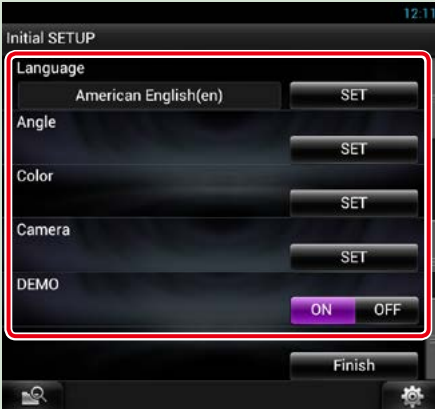 12:11
Initial SETUP
Language
American English(en) SET
Angle
SET
Color
SET
Camera
SET
DEMO
ON OFF
Finish